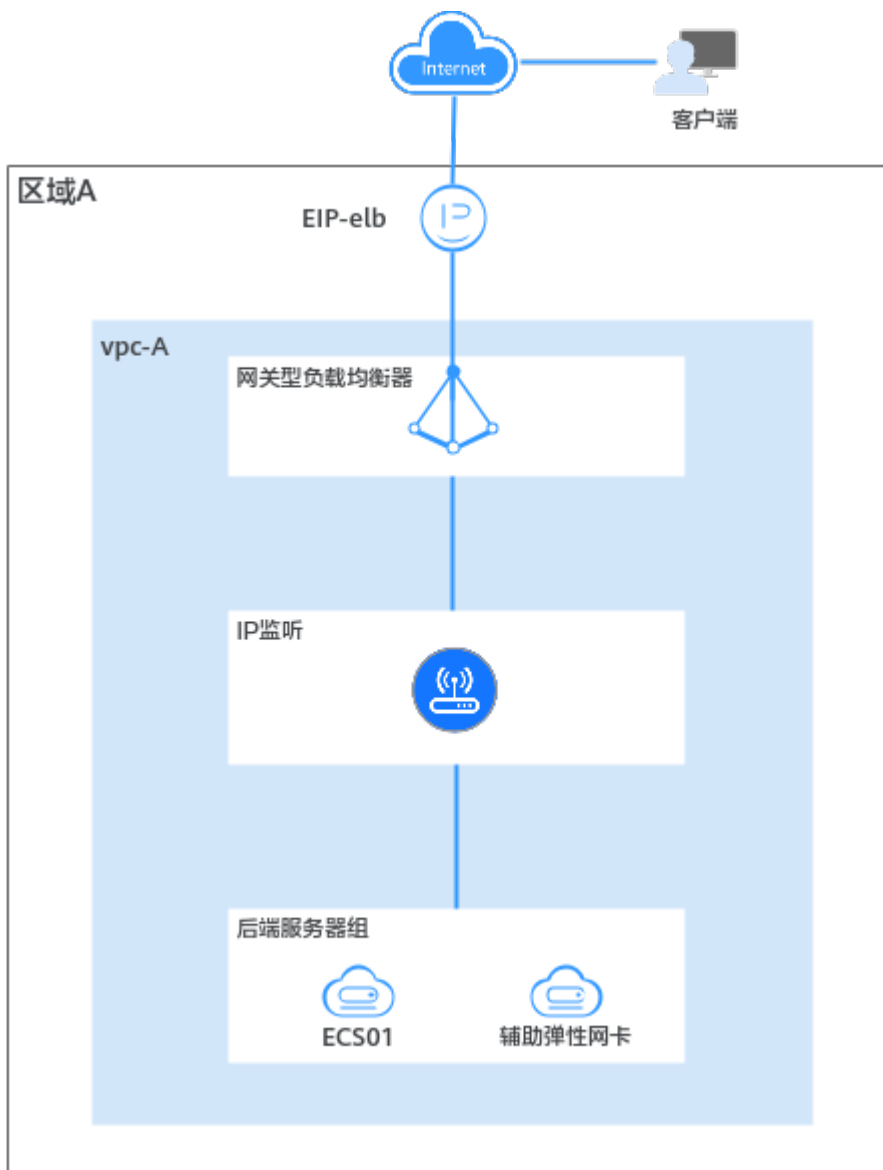 Internet
客户端
区域A
EIP-elb
vpc-A
网关型负载均衡器
IP监听
后端服务器组
ECS01
辅助弹性网卡